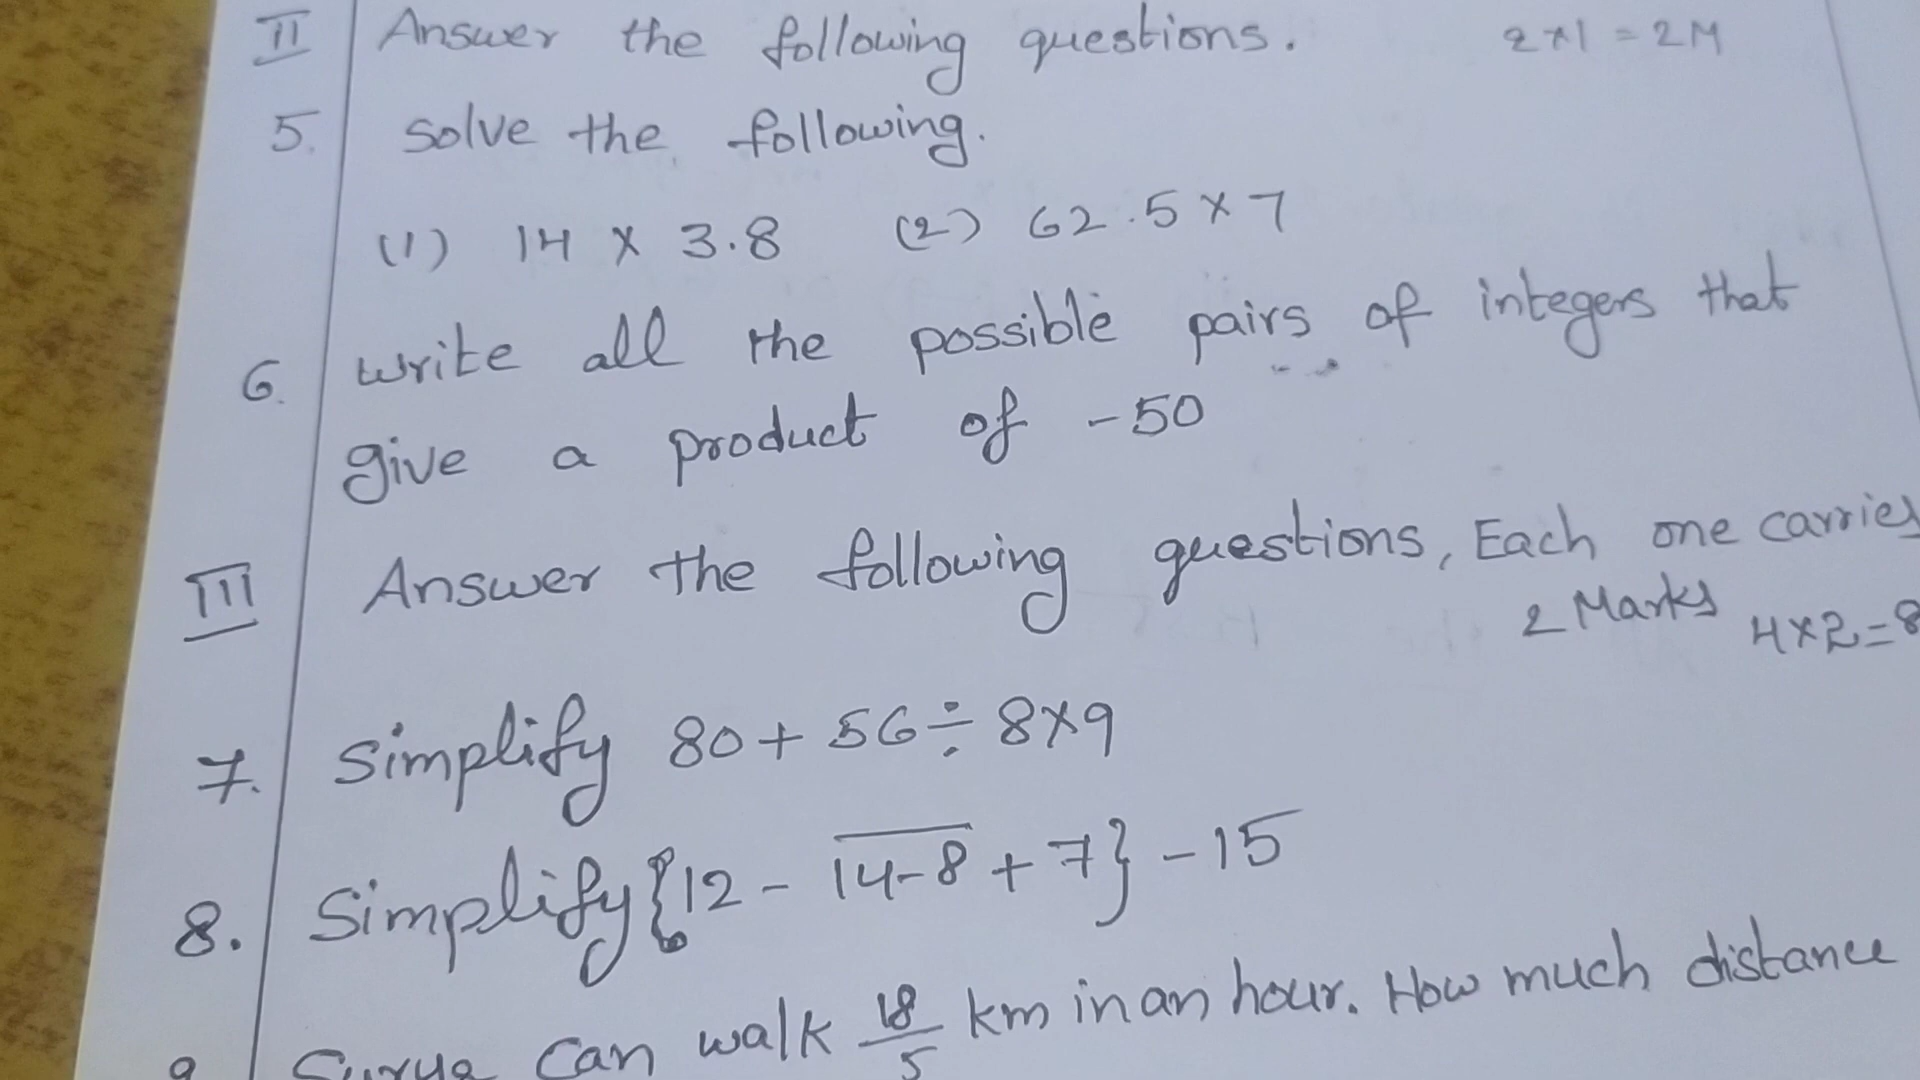 II Answer the following questions. 2×1 = 2M
5. Solve the following.
(1) 14 × 3.8 (2) 62.5 × 7
6. Write all the possible pairs of integers that
give a product of -50
III Answer the following questions, Each one carries
2 Marks 4×2=8
7. Simplify 80 + 56 ÷ 8×9
8. Simplify {12 - \overline{14-8} + 7} - 15
9 Surya can walk 18/5 km in an hour. How much distance